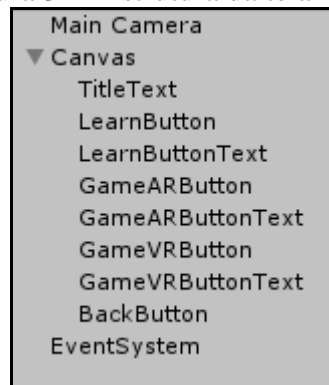 Main Camera
Canvas
TitleText
LearnButton
LearnButtonText
GameARButton
GameARButtonText
GameVRButton
GameVRButtonText
BackButton
EventSystem